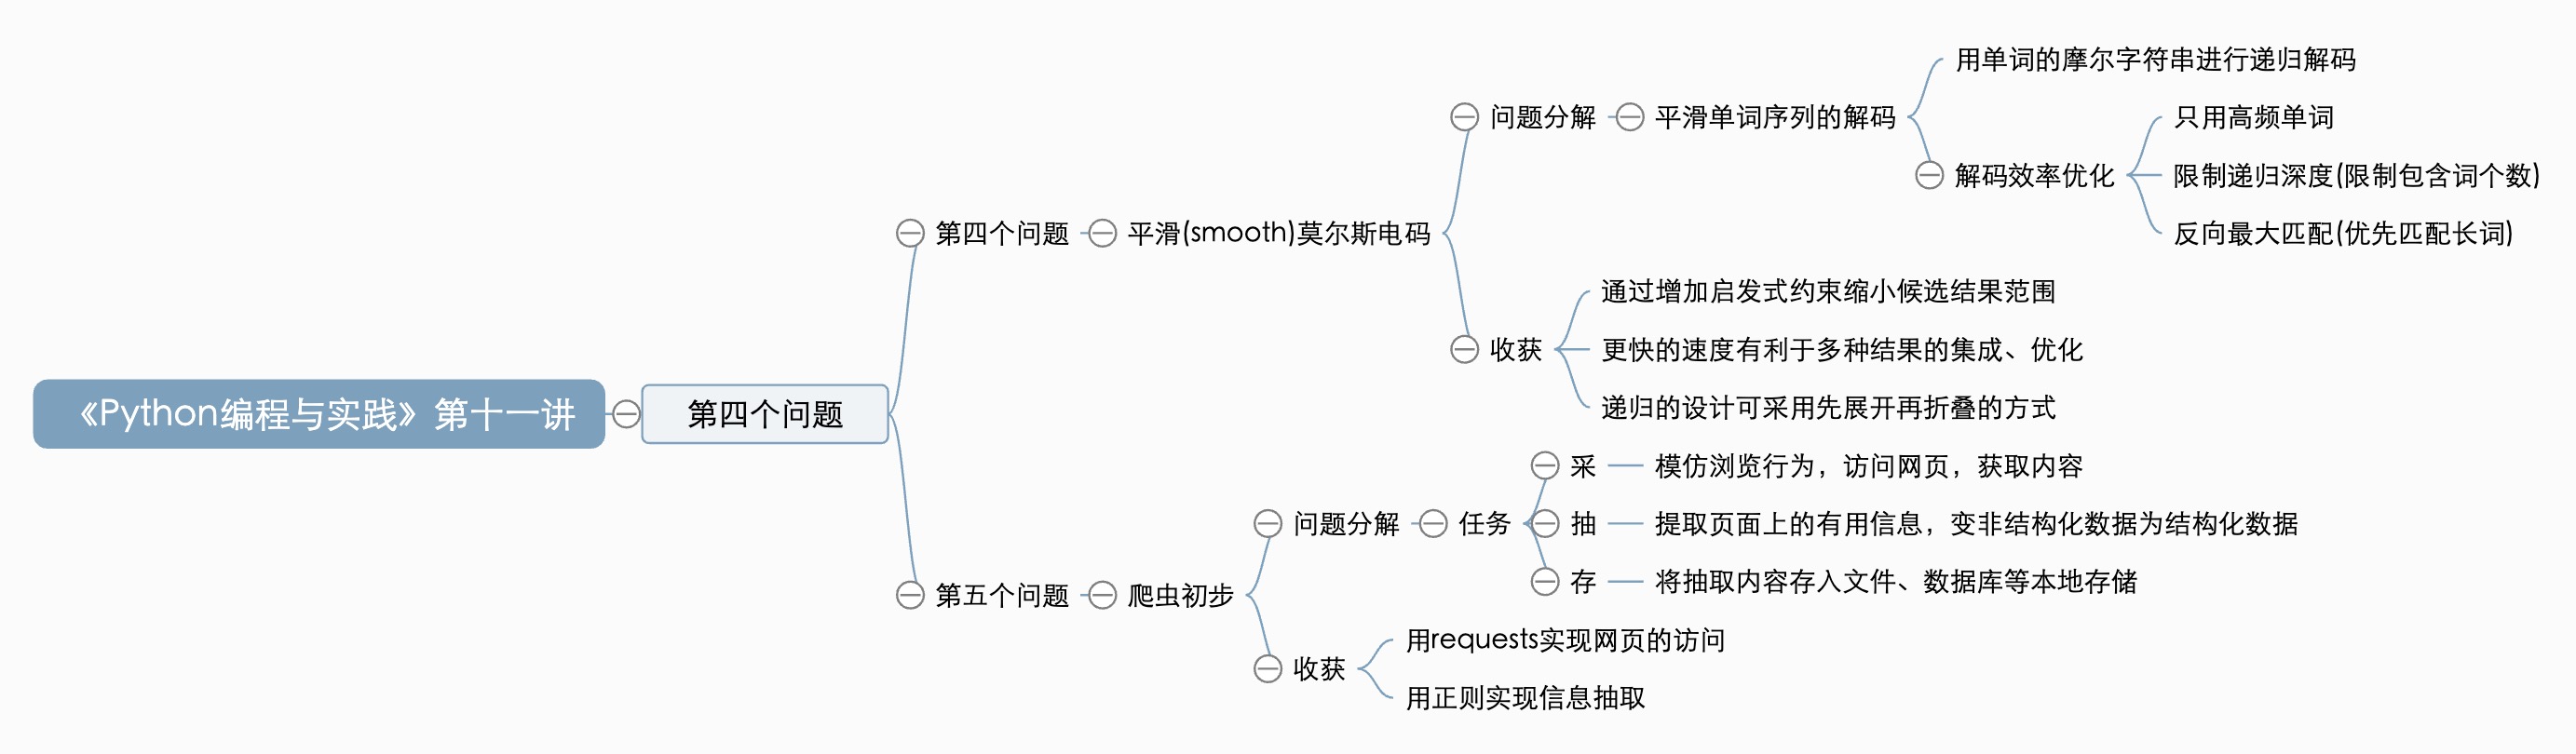 《Python编程与实践》第十一讲
第四个问题
第四个问题
平滑(smooth)莫尔斯电码
问题分解
平滑单词序列的解码
用单词的摩尔字符串进行递归解码
解码效率优化
只用高频单词
限制递归深度(限制包含词个数)
反向最大匹配(优先匹配长词)
收获
通过增加启发式约束缩小候选结果范围
更快的速度有利于多种结果的集成、优化
递归的设计可采用先展开再折叠的方式
第五个问题
爬虫初步
问题分解
任务
采
模仿浏览行为，访问网页，获取内容
抽
提取页面上的有用信息，变非结构化数据为结构化数据
存
将抽取内容存入文件、数据库等本地存储
收获
用requests实现网页的访问
用正则实现信息抽取